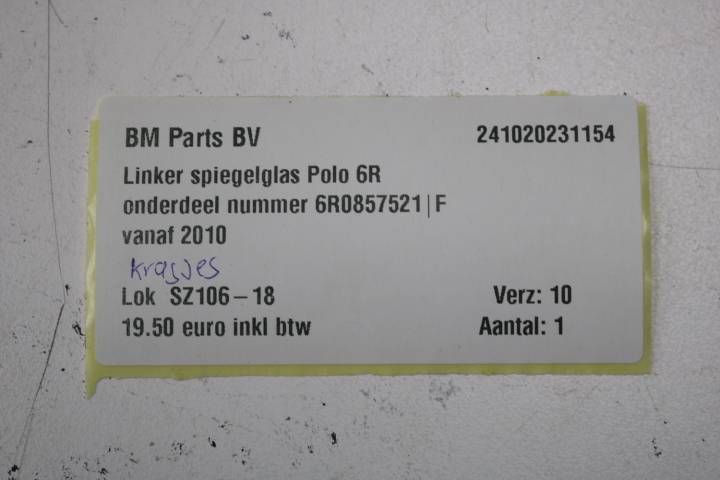 BM Parts BV 241020231154
Linker spiegelglas Polo 6R
onderdeel nummer 6R0857521|F
vanaf 2010
krasjes
Lok SZ106-18 Verz: 10
19.50 euro inkl btw Aantal: 1